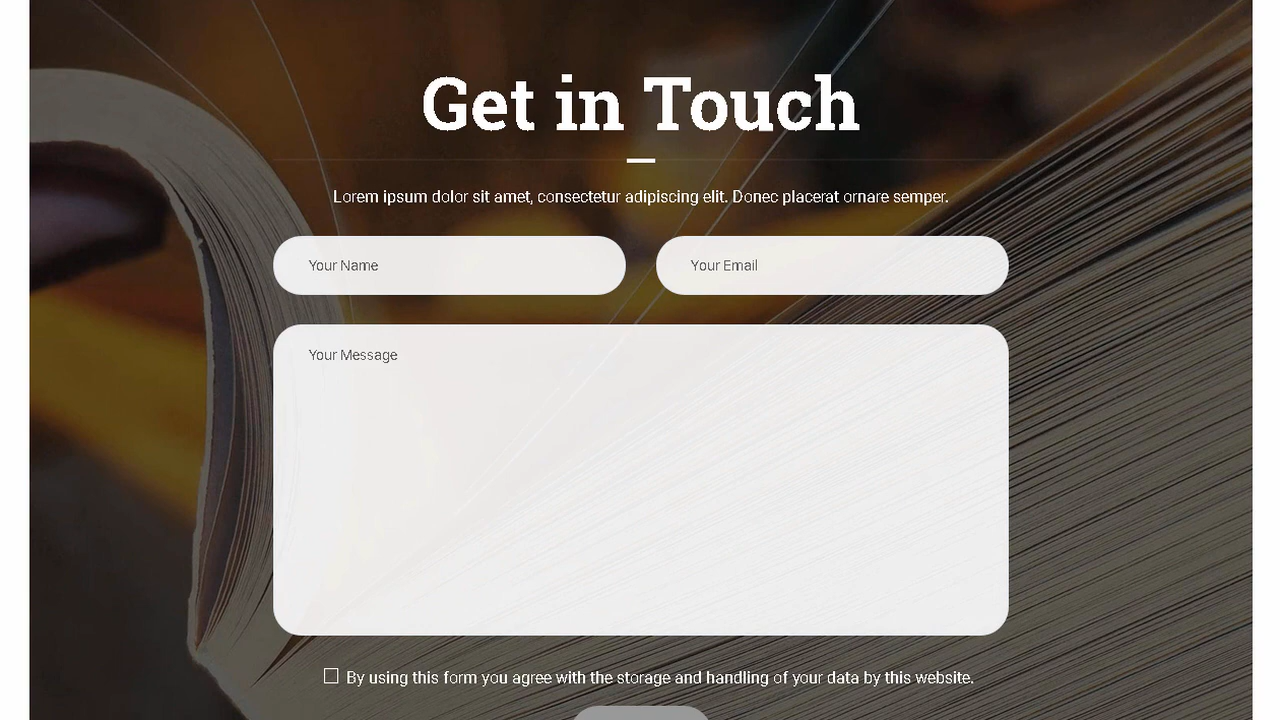 Get in Touch
Lorem ipsum dolor sit amet, consectetur adipiscing elit. Donec placerat ornare semper.
Your Name
Your Email
Your Message
By using this form you agree with the storage and handling of your data by this website.